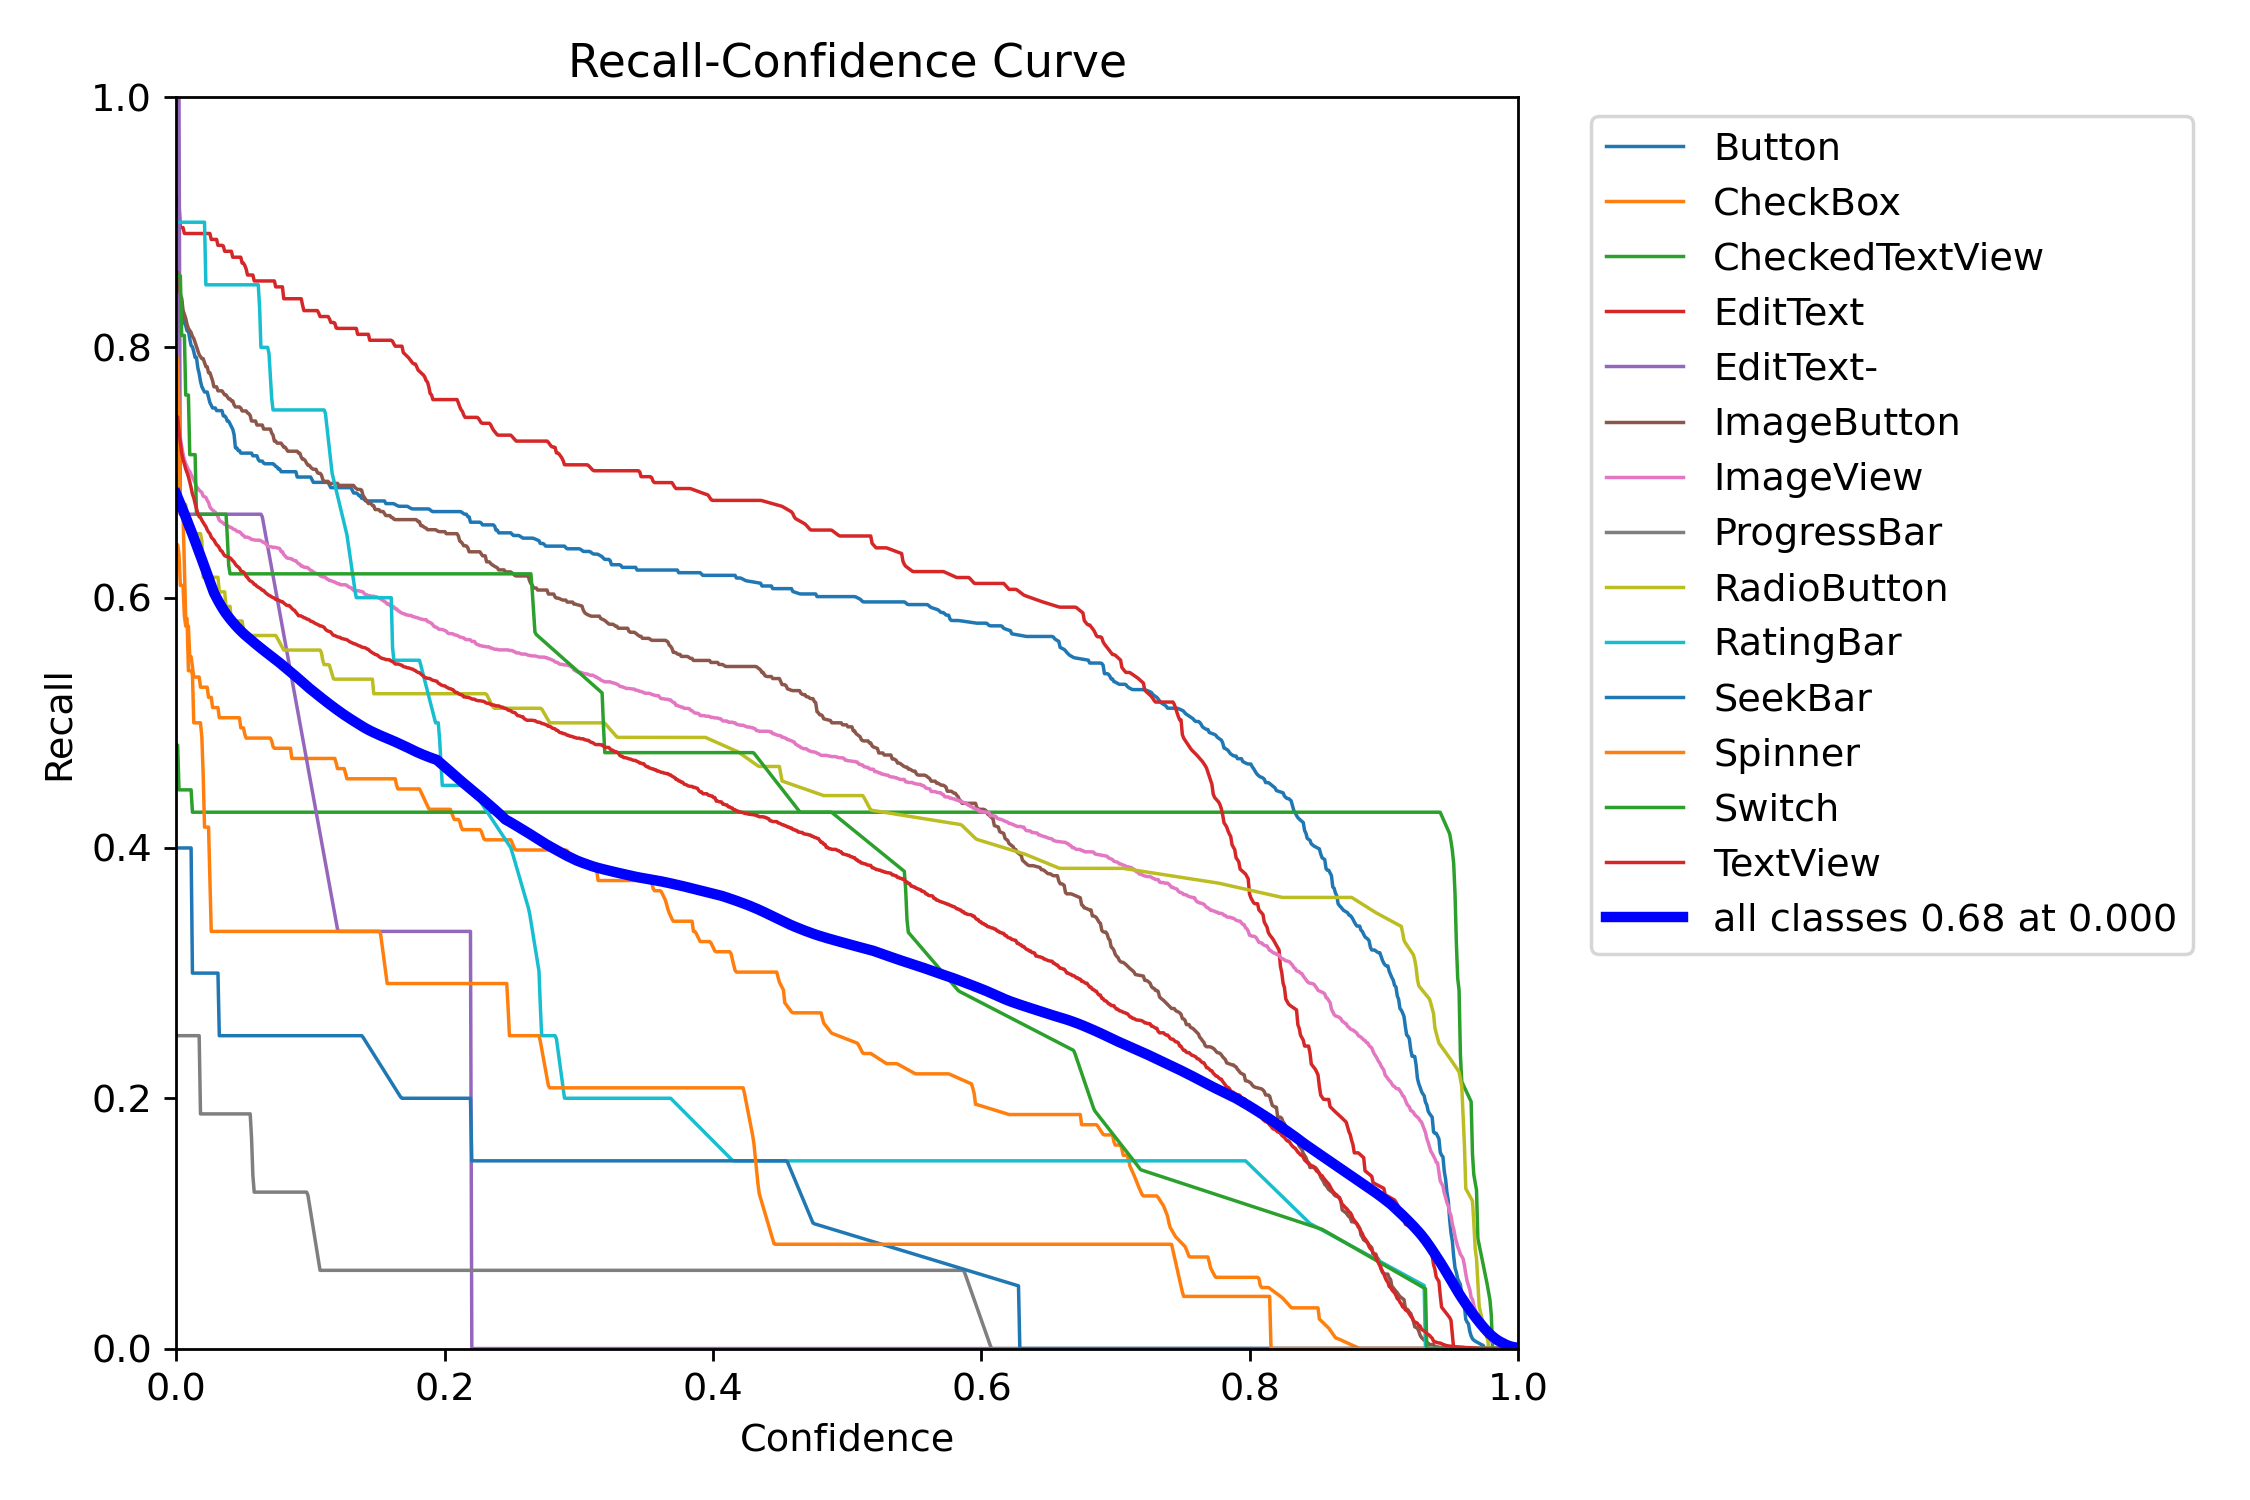 Recall-Confidence Curve
1.0
0.8
0.6
0.4
0.2
0.0
Recall
0.0 0.2 0.4 0.6 0.8 1.0
Confidence
Button
CheckBox
CheckedTextView
EditText
EditText-
ImageButton
ImageView
ProgressBar
RadioButton
RatingBar
SeekBar
Spinner
Switch
TextView
all classes 0.68 at 0.000